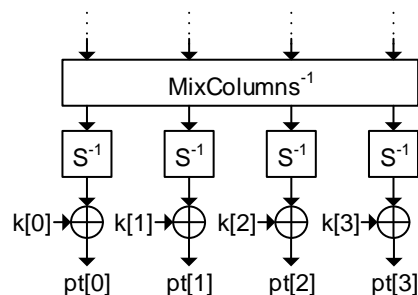 MixColumns⁻¹
S⁻¹ S⁻¹ S⁻¹ S⁻¹
k[0] k[1] k[2] k[3]
pt[0] pt[1] pt[2] pt[3]